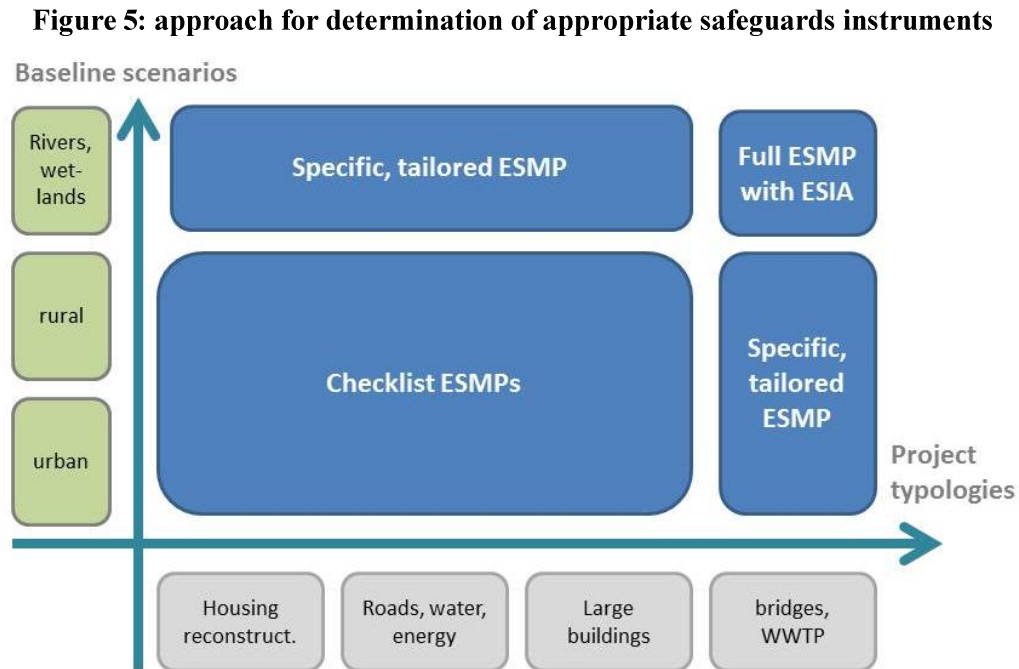 Figure 5: approach for determination of appropriate safeguards instruments
Baseline scenarios
Rivers,
wet-
lands
Specific, tailored ESMP
Full ESMP
with ESIA
rural
Checklist ESMPs
Specific,
tailored
ESMP
urban
Project
typologies
Housing
reconstruct.
Roads, water,
energy
Large
buildings
bridges,
WWTP